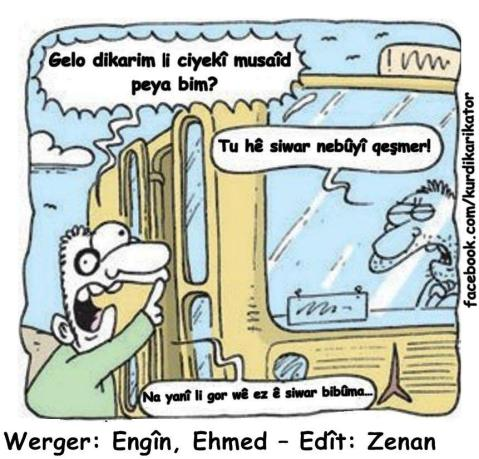 Gelo dikarim li ciyekî musaîd
peya bim?
Tu hê siwar nebûyî qeşmer!
Na yanî li gor wê ez ê siwar bibûma...
facebook.com/kurdikarikator
Werger: Engîn, Ehmed - Edît: Zenan